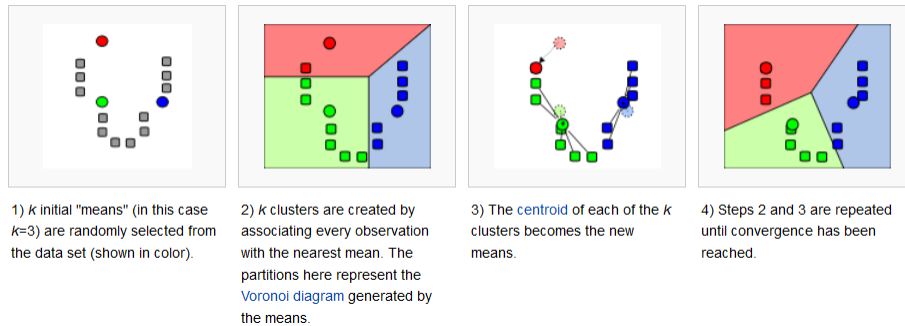 1) k initial "means" (in this case
k=3) are randomly selected from
the data set (shown in color).
2) k clusters are created by
associating every observation
with the nearest mean. The
partitions here represent the
Voronoi diagram generated by
the means.
3) The centroid of each of the k
clusters becomes the new
means.
4) Steps 2 and 3 are repeated
until convergence has been
reached.